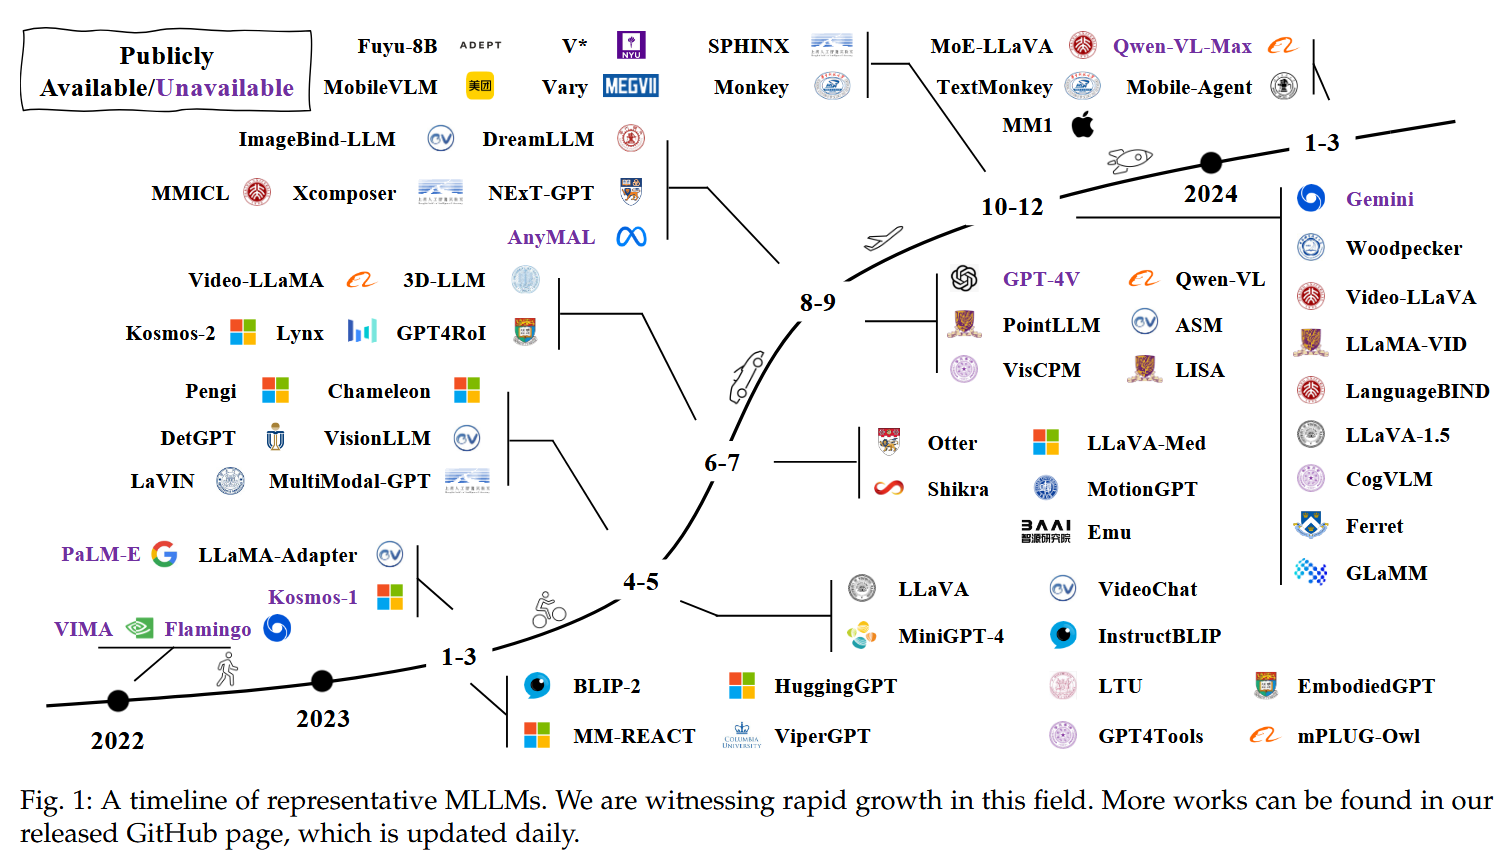 Publicly
Available/Unavailable
Fuyu-8B ADEPT V* NYU SPHINX
MobileVLM 美团 Vary MEGVII Monkey
MoE-LLaVA Qwen-VL-Max
TextMonkey Mobile-Agent
MM1
ImageBind-LLM DreamLLM
MMICL Xcomposer NExT-GPT
AnyMAL
Video-LLaMA 3D-LLM
Kosmos-2 Lynx GPT4RoI
Pengi Chameleon
DetGPT VisionLLM
LaVIN MultiModal-GPT
PaLM-E LLaMA-Adapter
Kosmos-1
VIMA Flamingo
2022
2023
1-3
4-5
6-7
8-9
10-12
2024
1-3
Gemini
Woodpecker
Video-LLaVA
LLaMA-VID
LanguageBIND
LLaVA-1.5
CogVLM
Ferret
GLaMM
GPT-4V Qwen-VL
PointLLM ASM
VisCPM LISA
Otter LLaVA-Med
Shikra MotionGPT
BAAI
智源研究院 Emu
LLaVA VideoChat
MiniGPT-4 InstructBLIP
BLIP-2 HuggingGPT LTU EmbodiedGPT
MM-REACT COLUMBIA UNIVERSITY ViperGPT GPT4Tools mPLUG-Owl
Fig. 1: A timeline of representative MLLMs. We are witnessing rapid growth in this field. More works can be found in our
released GitHub page, which is updated daily.